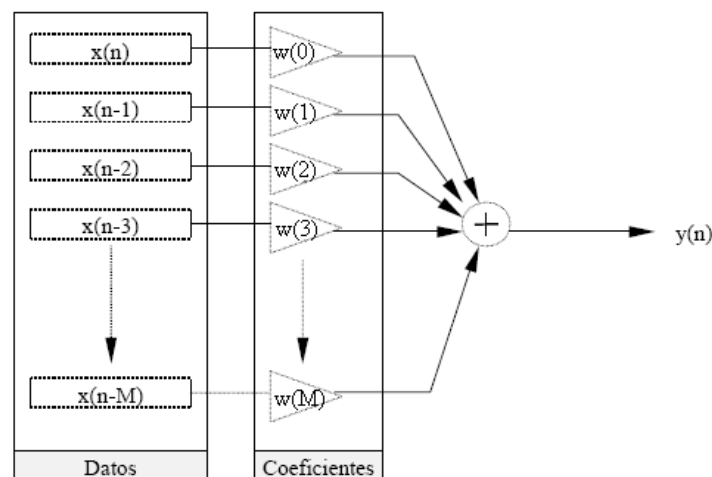 x(n)
w(0)
x(n-1)
w(1)
x(n-2)
w(2)
x(n-3)
w(3)
+
y(n)
x(n-M)
w(M)
Datos
Coeficientes